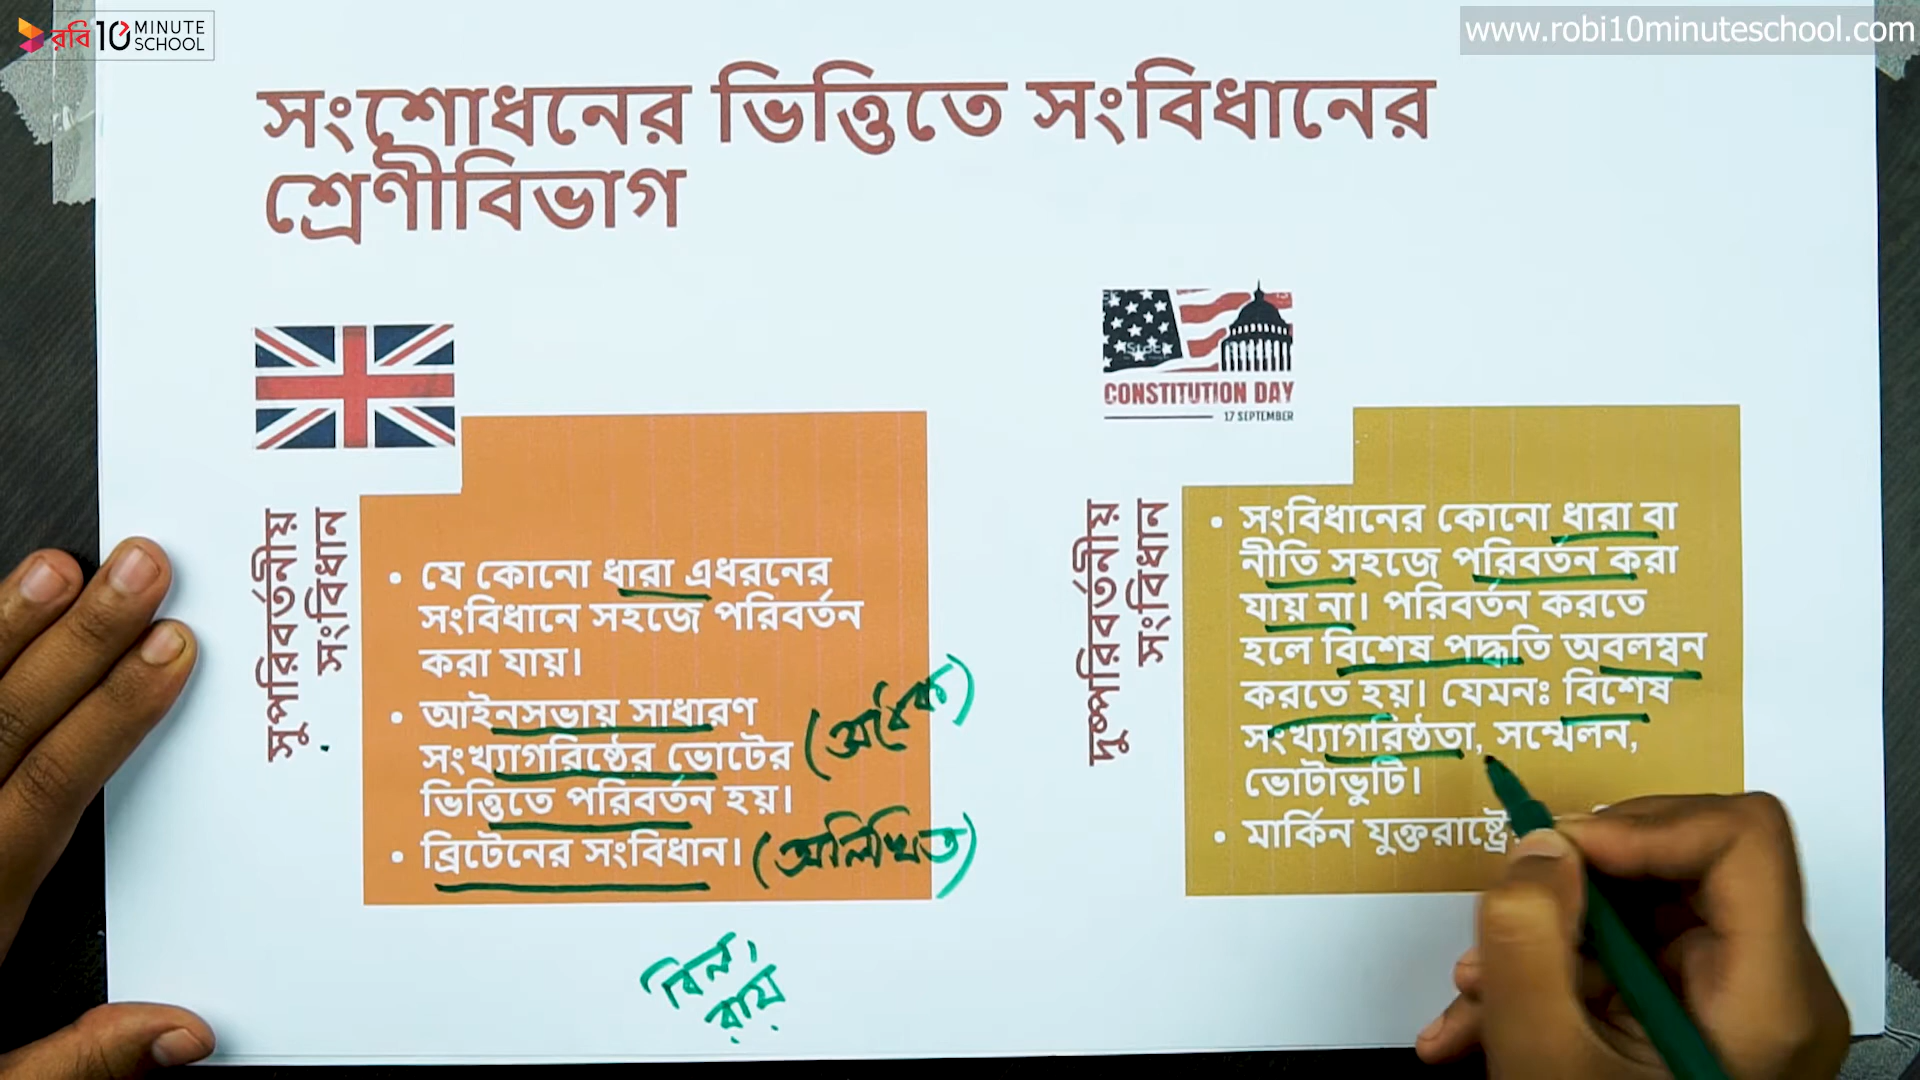 রবি 10 MINUTE SCHOOL
www.robi10minuteschool.com
সংশোধনের ভিত্তিতে সংবিধানের
শ্রেণীবিভাগ
সুপরিবর্তনীয়
সংবিধান
• যে কোনো ধারা এধরনের
সংবিধানে সহজে পরিবর্তন
করা যায়।
• আইনসভায় সাধারণ
সংখ্যাগরিষ্ঠের ভোটের
ভিত্তিতে পরিবর্তন হয়।
(অর্ধেক)
• ব্রিটেনের সংবিধান।
(অলিখিত)
বিল,
রায়
CONSTITUTION DAY
17 SEPTEMBER
দুষ্পরিবর্তনীয়
সংবিধান
• সংবিধানের কোনো ধারা বা
নীতি সহজে পরিবর্তন করা
যায় না। পরিবর্তন করতে
হলে বিশেষ পদ্ধতি অবলম্বন
করতে হয়। যেমনঃ বিশেষ
সংখ্যাগরিষ্ঠতা, সম্মেলন,
ভোটাভুটি।
• মার্কিন যুক্তরাষ্ট্রের